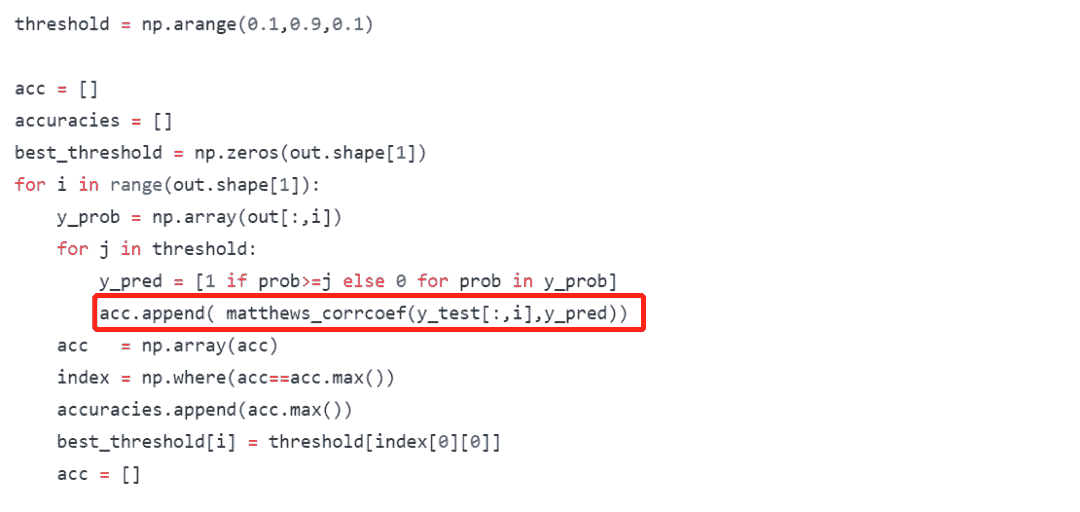 threshold = np.arange(0.1,0.9,0.1)
acc = []
accuracies = []
best_threshold = np.zeros(out.shape[1])
for i in range(out.shape[1]):
    y_prob = np.array(out[:,i])
    for j in threshold:
        y_pred = [1 if prob>=j else 0 for prob in y_prob]
        acc.append( matthews_corrcoef(y_test[:,i],y_pred))
    acc   = np.array(acc)
    index = np.where(acc==acc.max())
    accuracies.append(acc.max())
    best_threshold[i] = threshold[index[0][0]]
    acc = []